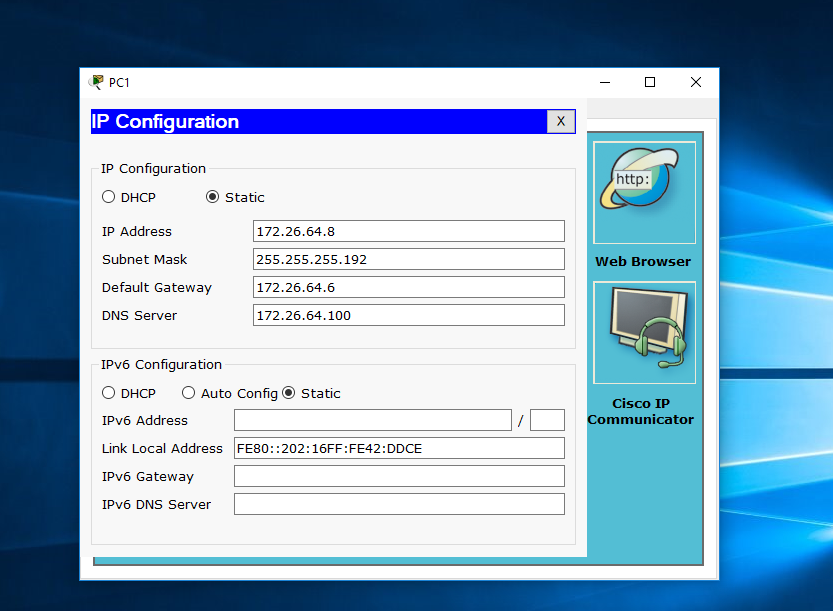 PC1
IP Configuration
X
IP Configuration
DHCP Static
IP Address 172.26.64.8
Subnet Mask 255.255.255.192
Default Gateway 172.26.64.6
DNS Server 172.26.64.100
IPv6 Configuration
DHCP Auto Config Static
IPv6 Address /
Link Local Address FE80::202:16FF:FE42:DDCE
IPv6 Gateway
IPv6 DNS Server
http:
Web Browser
Cisco IP
Communicator